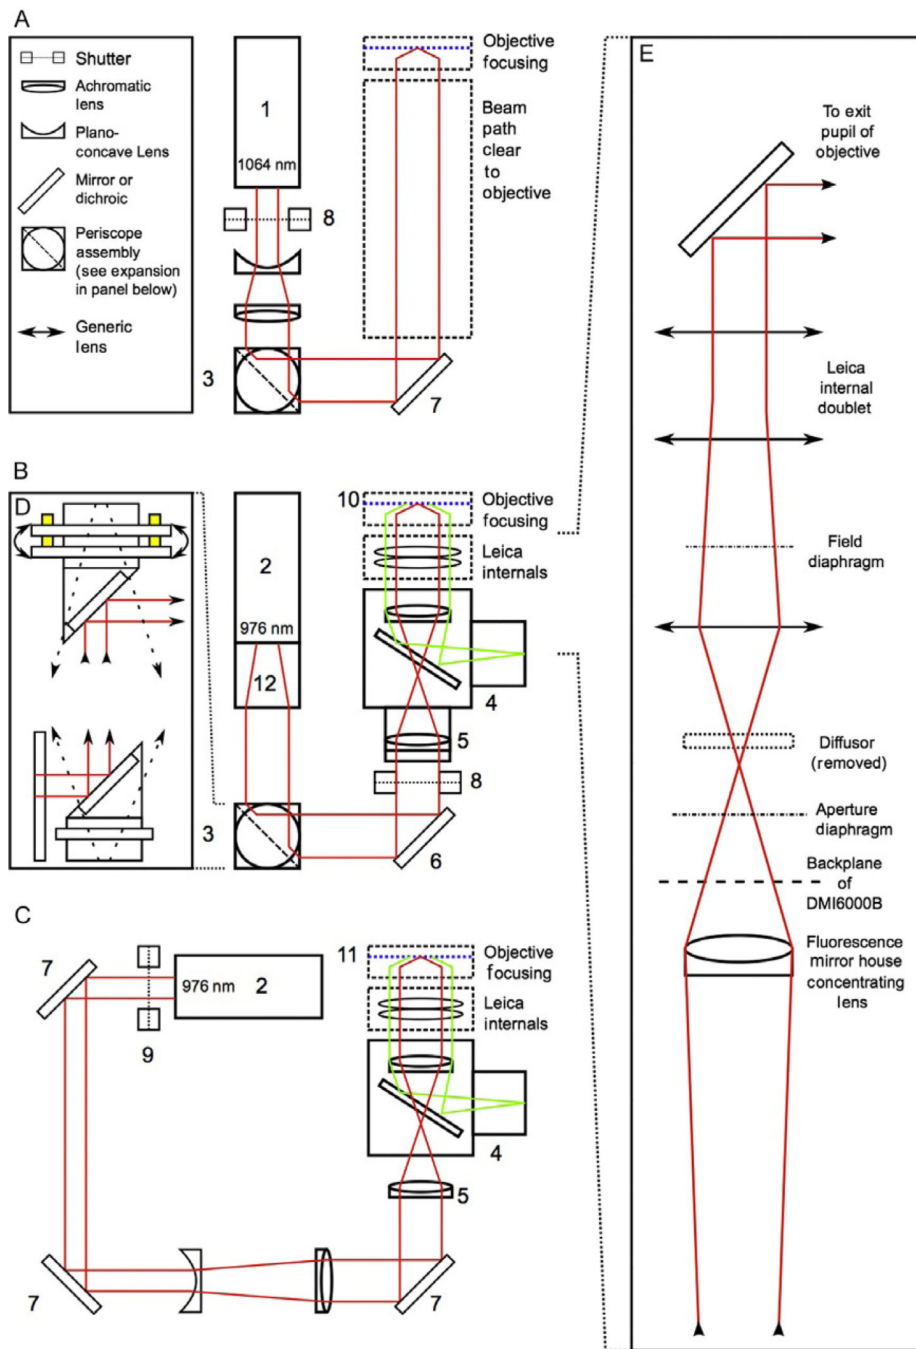 A
Shutter
Achromatic
lens
Plano-
concave Lens
Mirror or
dichroic
Periscope
assembly
(see expansion
in panel below)
Generic
lens
1
1064 nm
8
3
7
Objective
focusing
Beam
path
clear
to
objective
B
D
2
976 nm
12
3
10
Objective
focusing
Leica
internals
4
5
8
6
C
7
976 nm
2
9
7
7
11
Objective
focusing
Leica
internals
4
5
E
To exit
pupil of
objective
Leica
internal
doublet
Field
diaphragm
Diffusor
(removed)
Aperture
diaphragm
Backplane
of
DMI6000B
Fluorescence
mirror house
concentrating
lens